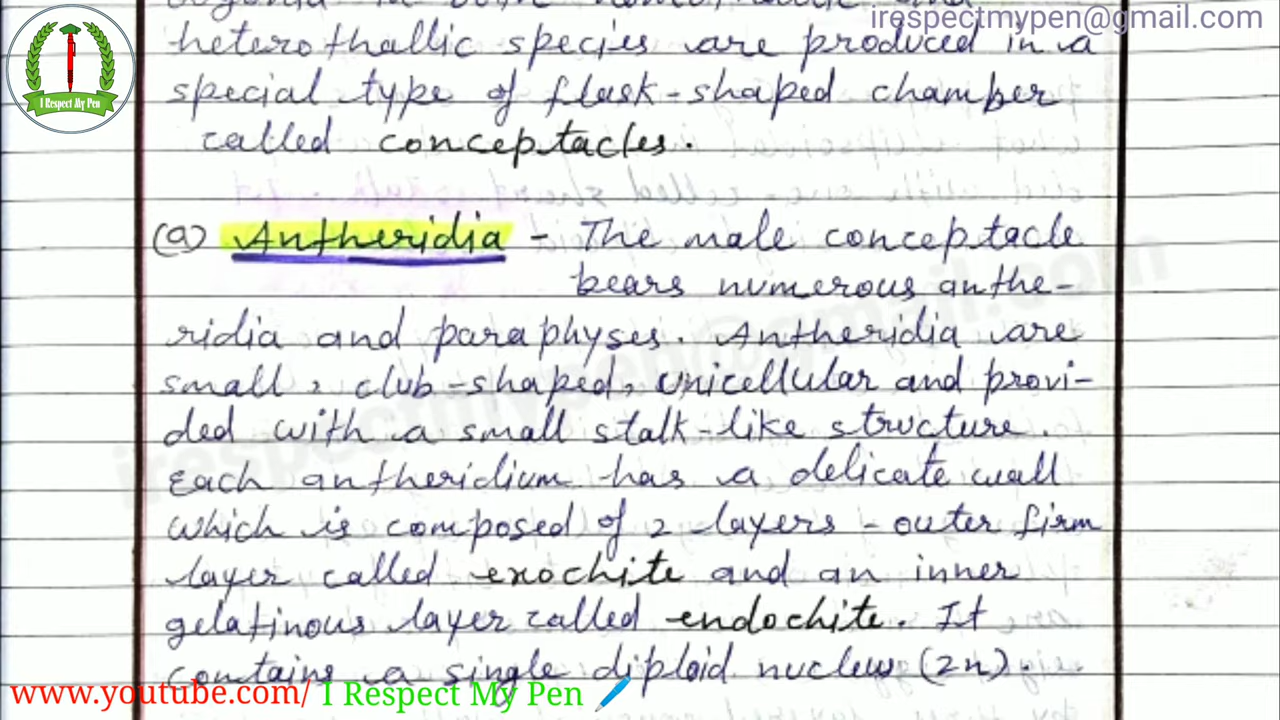 irespectmypen@gmail.com
heterothallic species are produced in a
special type of flask-shaped chamber
called conceptacles.
I Respect My Pen
(a) Antheridia - The male conceptacle
bears numerous anthe-
ridia and paraphyses. Antheridia are
small, club-shaped, unicellular and provi-
ded with a small stalk-like structure.
Each antheridium has a delicate wall
which is composed of 2 layers - outer firm
layer called exochite and an inner
gelatinous layer called endochite. It
contains a single diploid nucleus (2n).
www.youtube.com/ I Respect My Pen